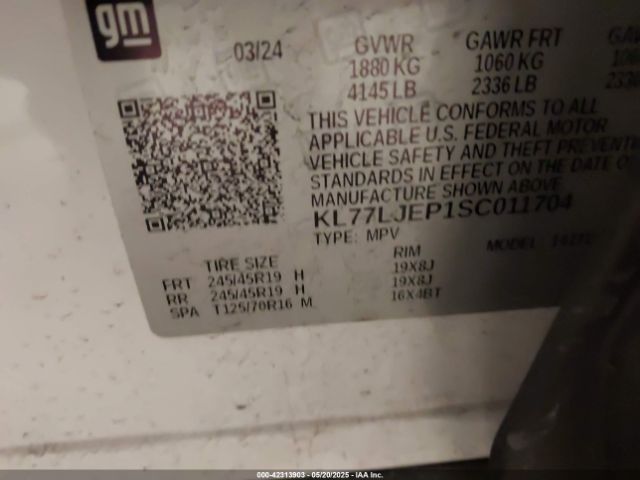 gm
03/24
GVWR GAWR FRT
1880 KG 1060 KG
4145 LB 2336 LB
THIS VEHICLE CONFORMS TO ALL
APPLICABLE U.S. FEDERAL MOTOR
VEHICLE SAFETY AND THEFT PREVENTI
STANDARDS IN EFFECT ON THE DATE O
MANUFACTURE SHOWN ABOVE.
KL77LJEP1SC011704
TYPE: MPV MODEL:
TIRE SIZE RIM
FRT 245/45R19 H 19X8J
RR 245/45R19 H 19X8J
SPA T125/70R16 M 16X4BT
000-42313903 — 05/20/2025 — IAA Inc.